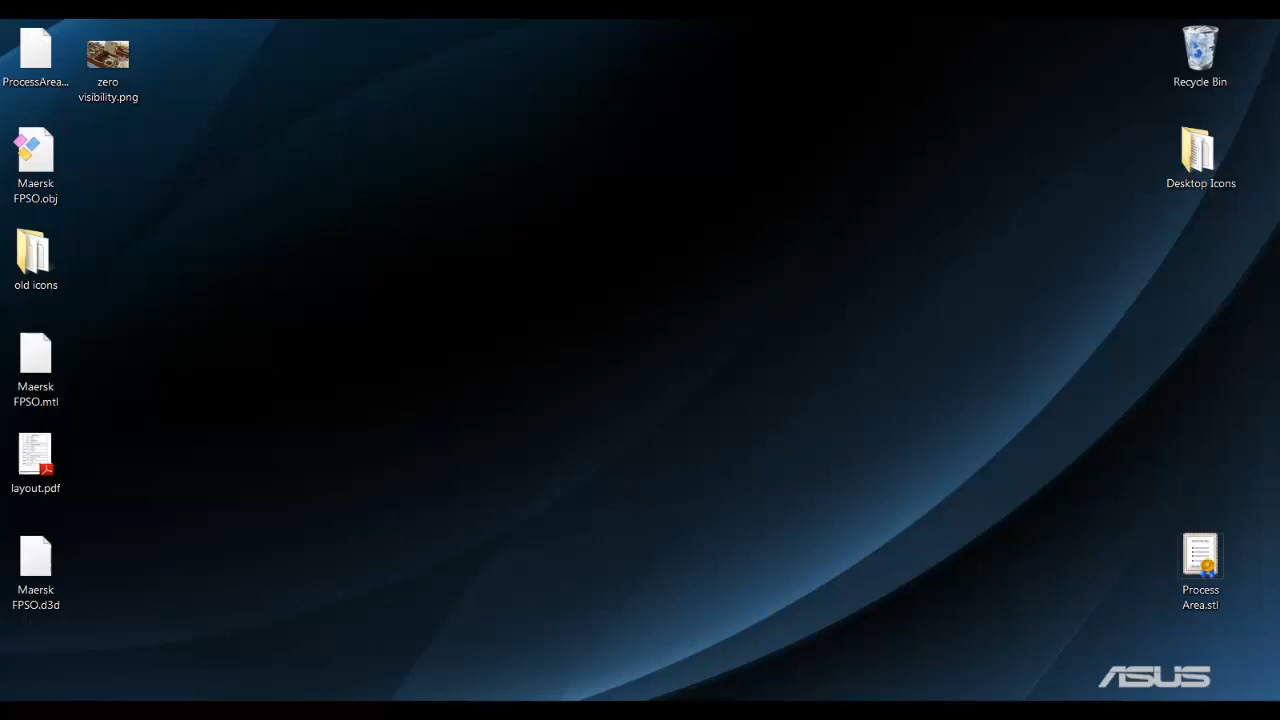 ProcessArea...
zero
visibility.png
Recycle Bin
Maersk
FPSO.obj
Desktop Icons
old icons
Maersk
FPSO.mtl
layout.pdf
Maersk
FPSO.d3d
Process
Area.stl
ASUS